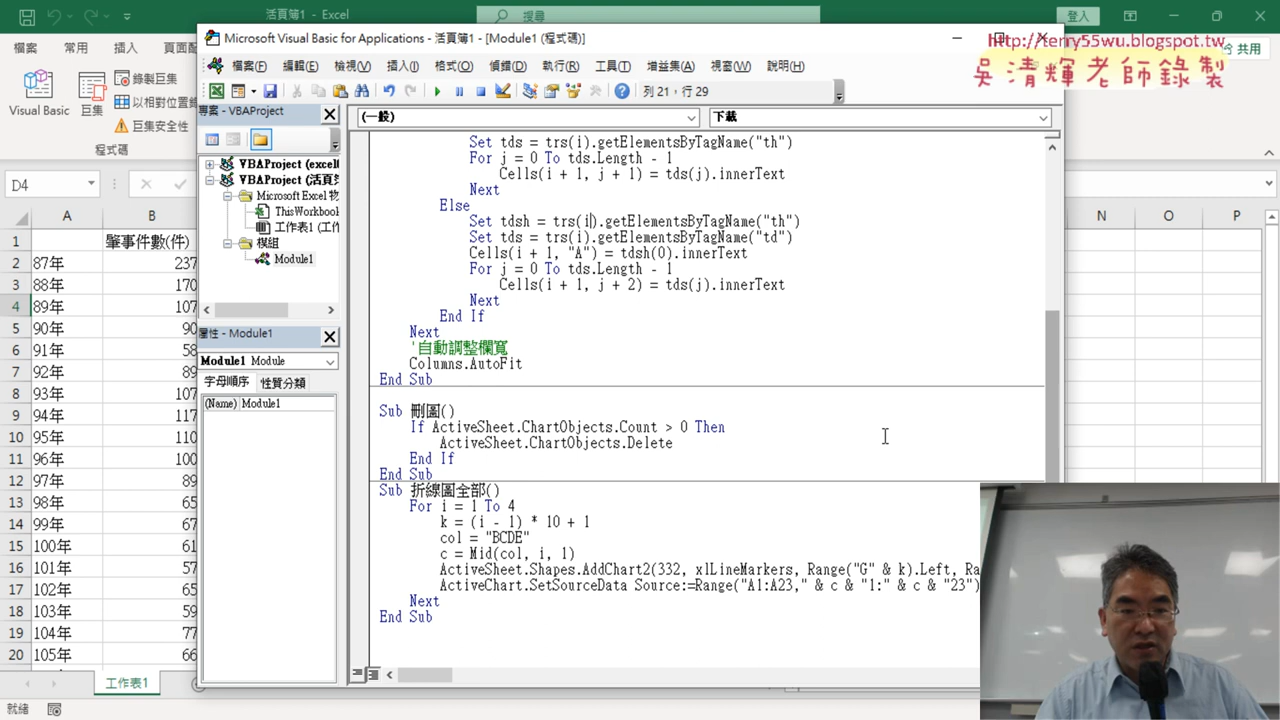 活頁簿1 - Excel
搜尋
登入
檔案
常用
插入
頁面配
共用
http://terry55wu.blogspot.tw
吳清輝老師錄製
Visual Basic
巨集
錄製巨集
以相對位置錄
巨集安全性
程式碼
D4
A
B
N
O
P
1 肇事件數(件)
2 87年 237
3 88年 170
4 89年 107
5 90年 90
6 91年 58
7 92年 89
8 93年 107
9 94年 117
10 95年 110
11 96年 100
12 97年 89
13 98年 65
14 99年 67
15 100年 61
16 101年 57
17 102年 65
18 103年 59
19 104年 77
20 105年 66
工作表1
就緒
Microsoft Visual Basic for Applications - 活頁簿1 - [Module1 (程式碼)]
檔案(F) 編輯(E) 檢視(V) 插入(I) 格式(O) 偵錯(D) 執行(R) 工具(T) 增益集(A) 視窗(W) 說明(H)
列 21，行 29
專案 - VBAProject
VBAProject (excel
VBAProject (活頁簿
Microsoft Excel 物
ThisWorkbook
工作表1 (工作
模組
Module1
屬性 - Module1
Module1 Module
字母順序 性質分類
(Name) Module1
(一般) 下載
Set tds = trs(i).getElementsByTagName("th")
For j = 0 To tds.Length - 1
Cells(i + 1, j + 1) = tds(j).innerText
Next
Else
Set tdsh = trs(i).getElementsByTagName("th")
Set tds = trs(i).getElementsByTagName("td")
Cells(i + 1, "A") = tdsh(0).innerText
For j = 0 To tds.Length - 1
Cells(i + 1, j + 2) = tds(j).innerText
Next
End If
Next
'自動調整欄寬
Columns.AutoFit
End Sub
Sub 刪圖()
If ActiveSheet.ChartObjects.Count > 0 Then
ActiveSheet.ChartObjects.Delete
End If
End Sub
Sub 折線圖全部()
For i = 1 To 4
k = (i - 1) * 10 + 1
col = "BCDE"
c = Mid(col, i, 1)
ActiveSheet.Shapes.AddChart2(332, xlLineMarkers, Range("G" & k).Left, Ra
ActiveChart.SetSourceData Source:=Range("A1:A23," & c & "1:" & c & "23")
Next
End Sub